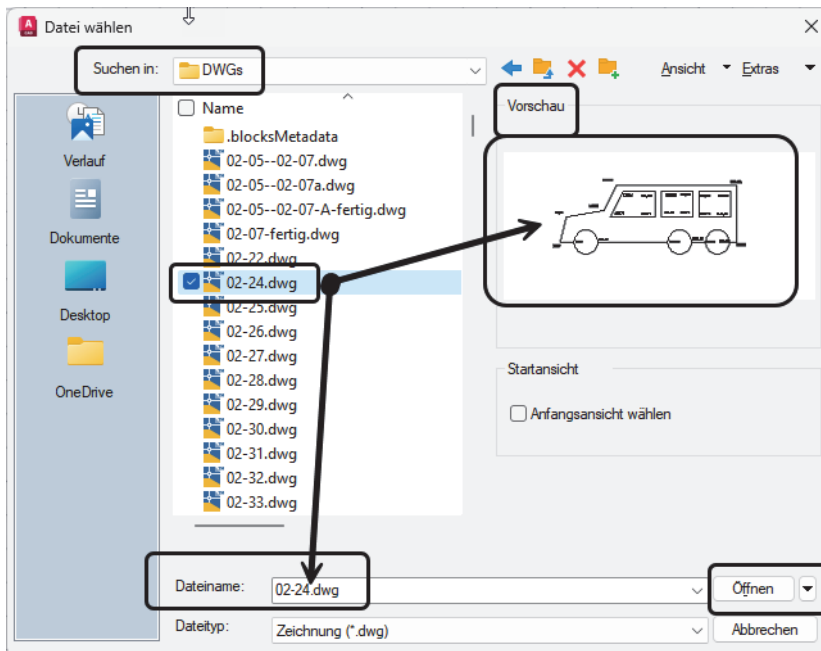 Datei wählen
Suchen in: DWGs Ansicht Extras
Verlauf
Dokumente
Desktop
OneDrive
Name
.blocksMetadata
02-05--02-07.dwg
02-05--02-07a.dwg
02-05--02-07-A-fertig.dwg
02-07-fertig.dwg
02-22.dwg
02-24.dwg
02-25.dwg
02-26.dwg
02-27.dwg
02-28.dwg
02-29.dwg
02-30.dwg
02-31.dwg
02-32.dwg
02-33.dwg
Vorschau
Startansicht
Anfangsansicht wählen
Dateiname: 02-24.dwg Öffnen
Dateityp: Zeichnung (*.dwg) Abbrechen